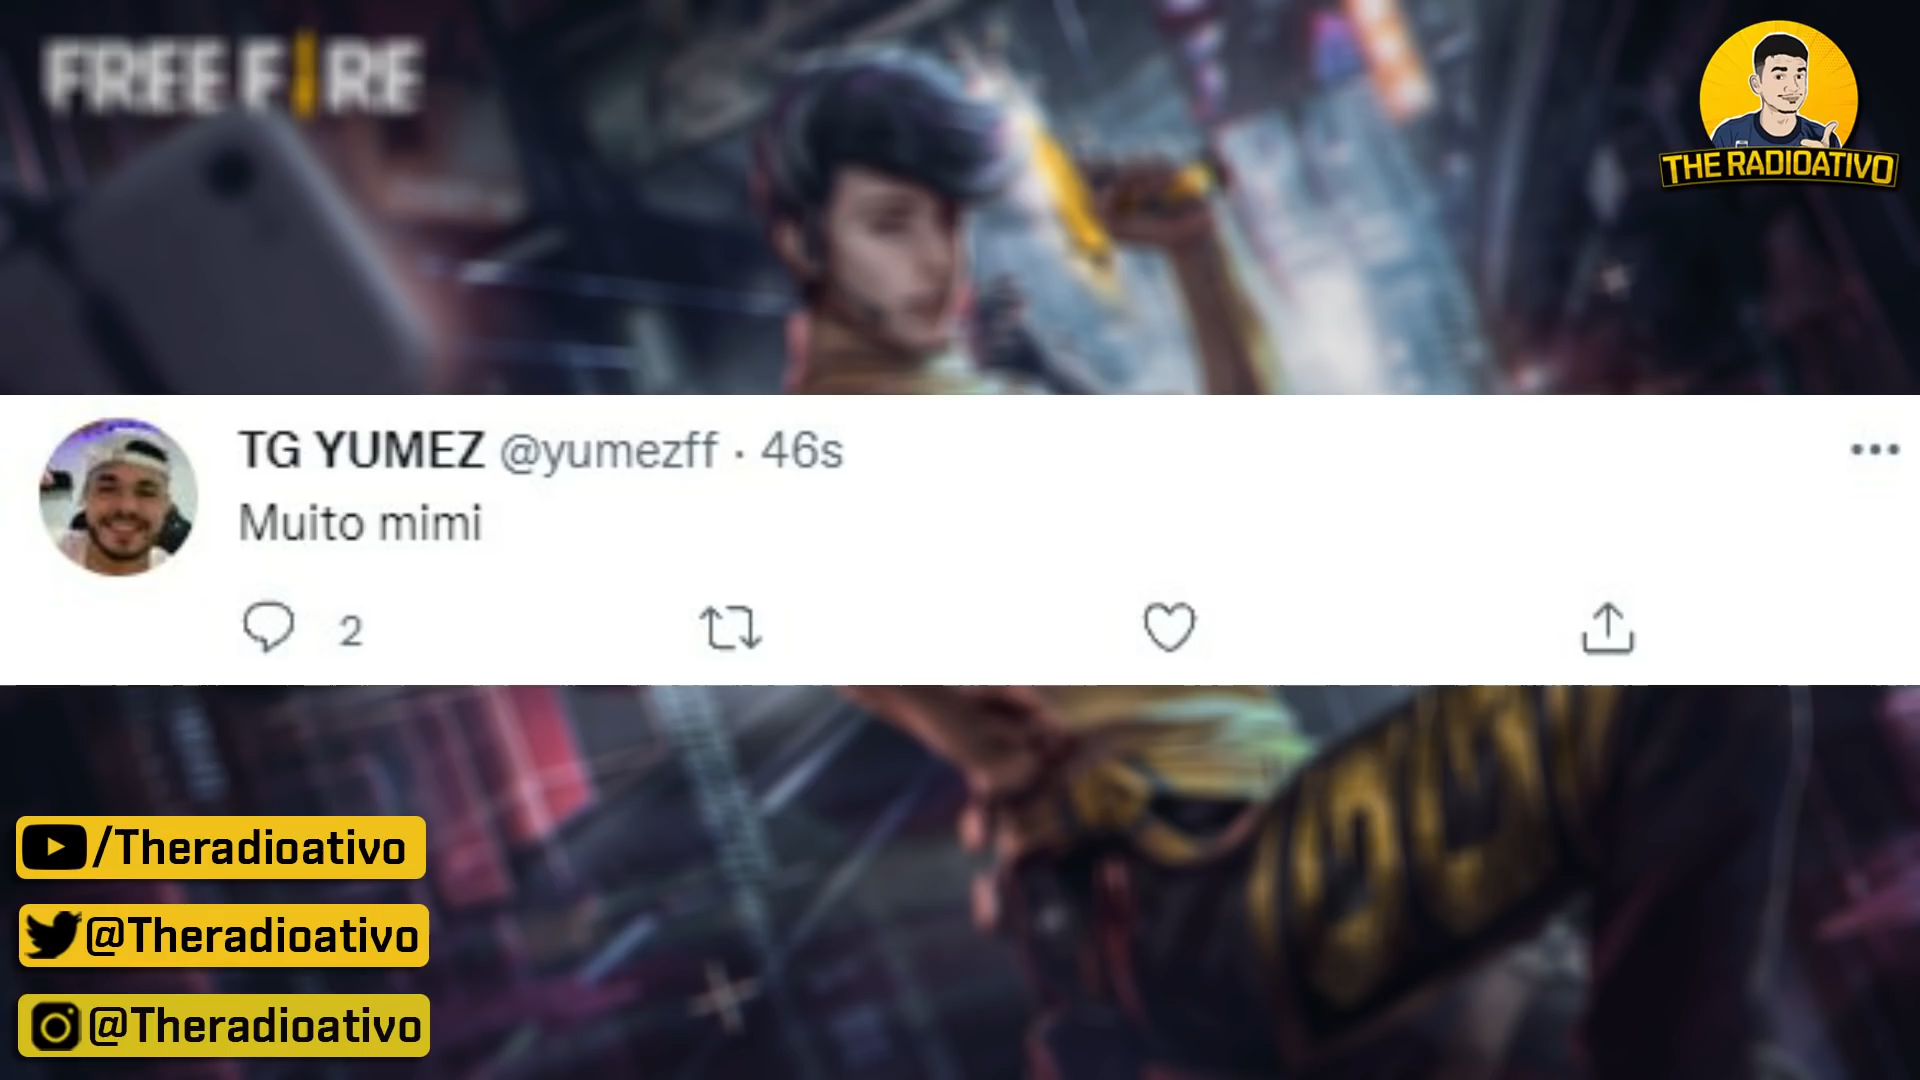 FREE FIRE
THE RADIOATIVO
TG YUMEZ @yumezff · 46s
Muito mimi
2
/Theradioativo
@Theradioativo
@Theradioativo